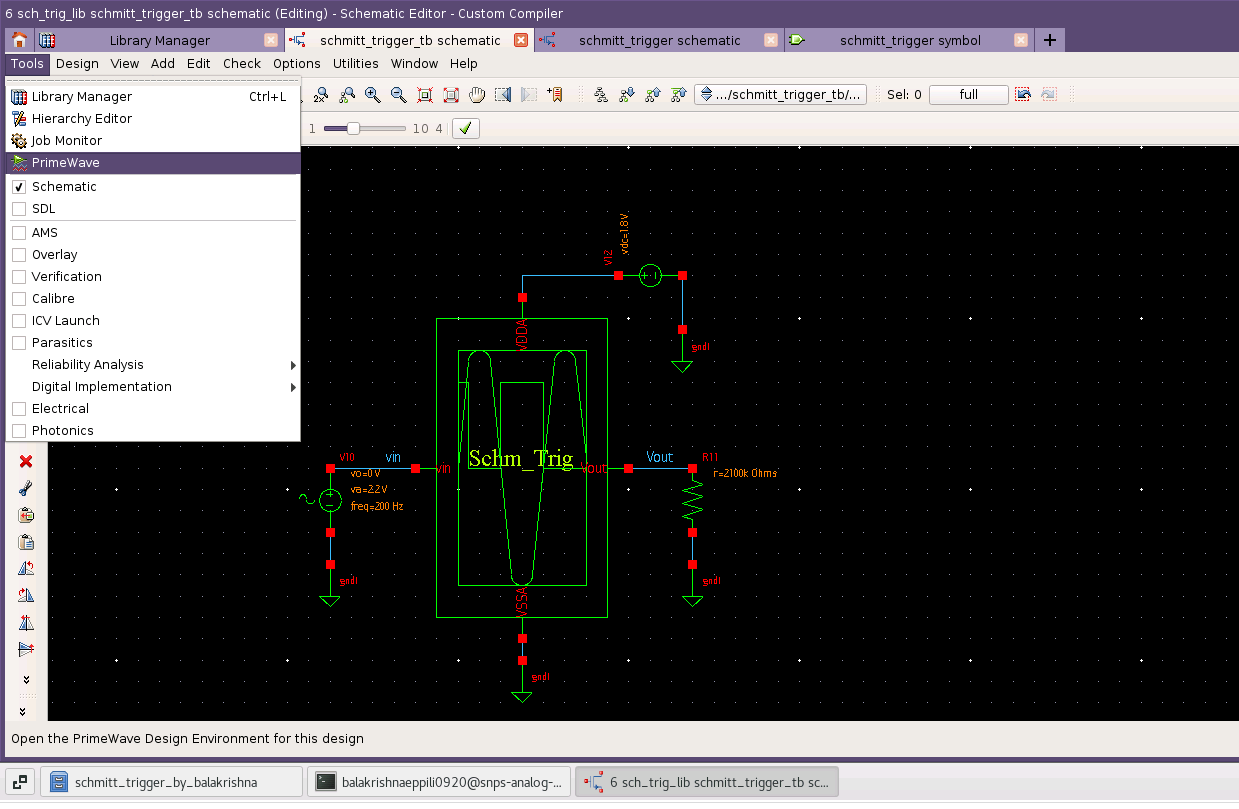 6 sch_trig_lib schmitt_trigger_tb schematic (Editing) - Schematic Editor - Custom Compiler
Library Manager
schmitt_trigger_tb schematic
schmitt_trigger schematic
schmitt_trigger symbol
Tools Design View Add Edit Check Options Utilities Window Help
Library Manager Ctrl+L
Hierarchy Editor
Job Monitor
PrimeWave
Schematic
SDL
AMS
Overlay
Verification
Calibre
ICV Launch
Parasitics
Reliability Analysis
Digital Implementation
Electrical
Photonics
2x
.../schmitt_trigger_tb/...
Sel: 0
full
1
10 4
vdc=1.8V
V12
gnd!
VDDA
V10
vin
vin
vo=0 V
va=2.2 V
freq=200 Hz
gnd!
Schm_Trig
Vout
Vout
R11
r=2100k Ohms
gnd!
VSSA
gnd!
Open the PrimeWave Design Environment for this design
schmitt_trigger_by_balakrishna
balakrishnaeppili0920@snps-analog-...
6 sch_trig_lib schmitt_trigger_tb sc...